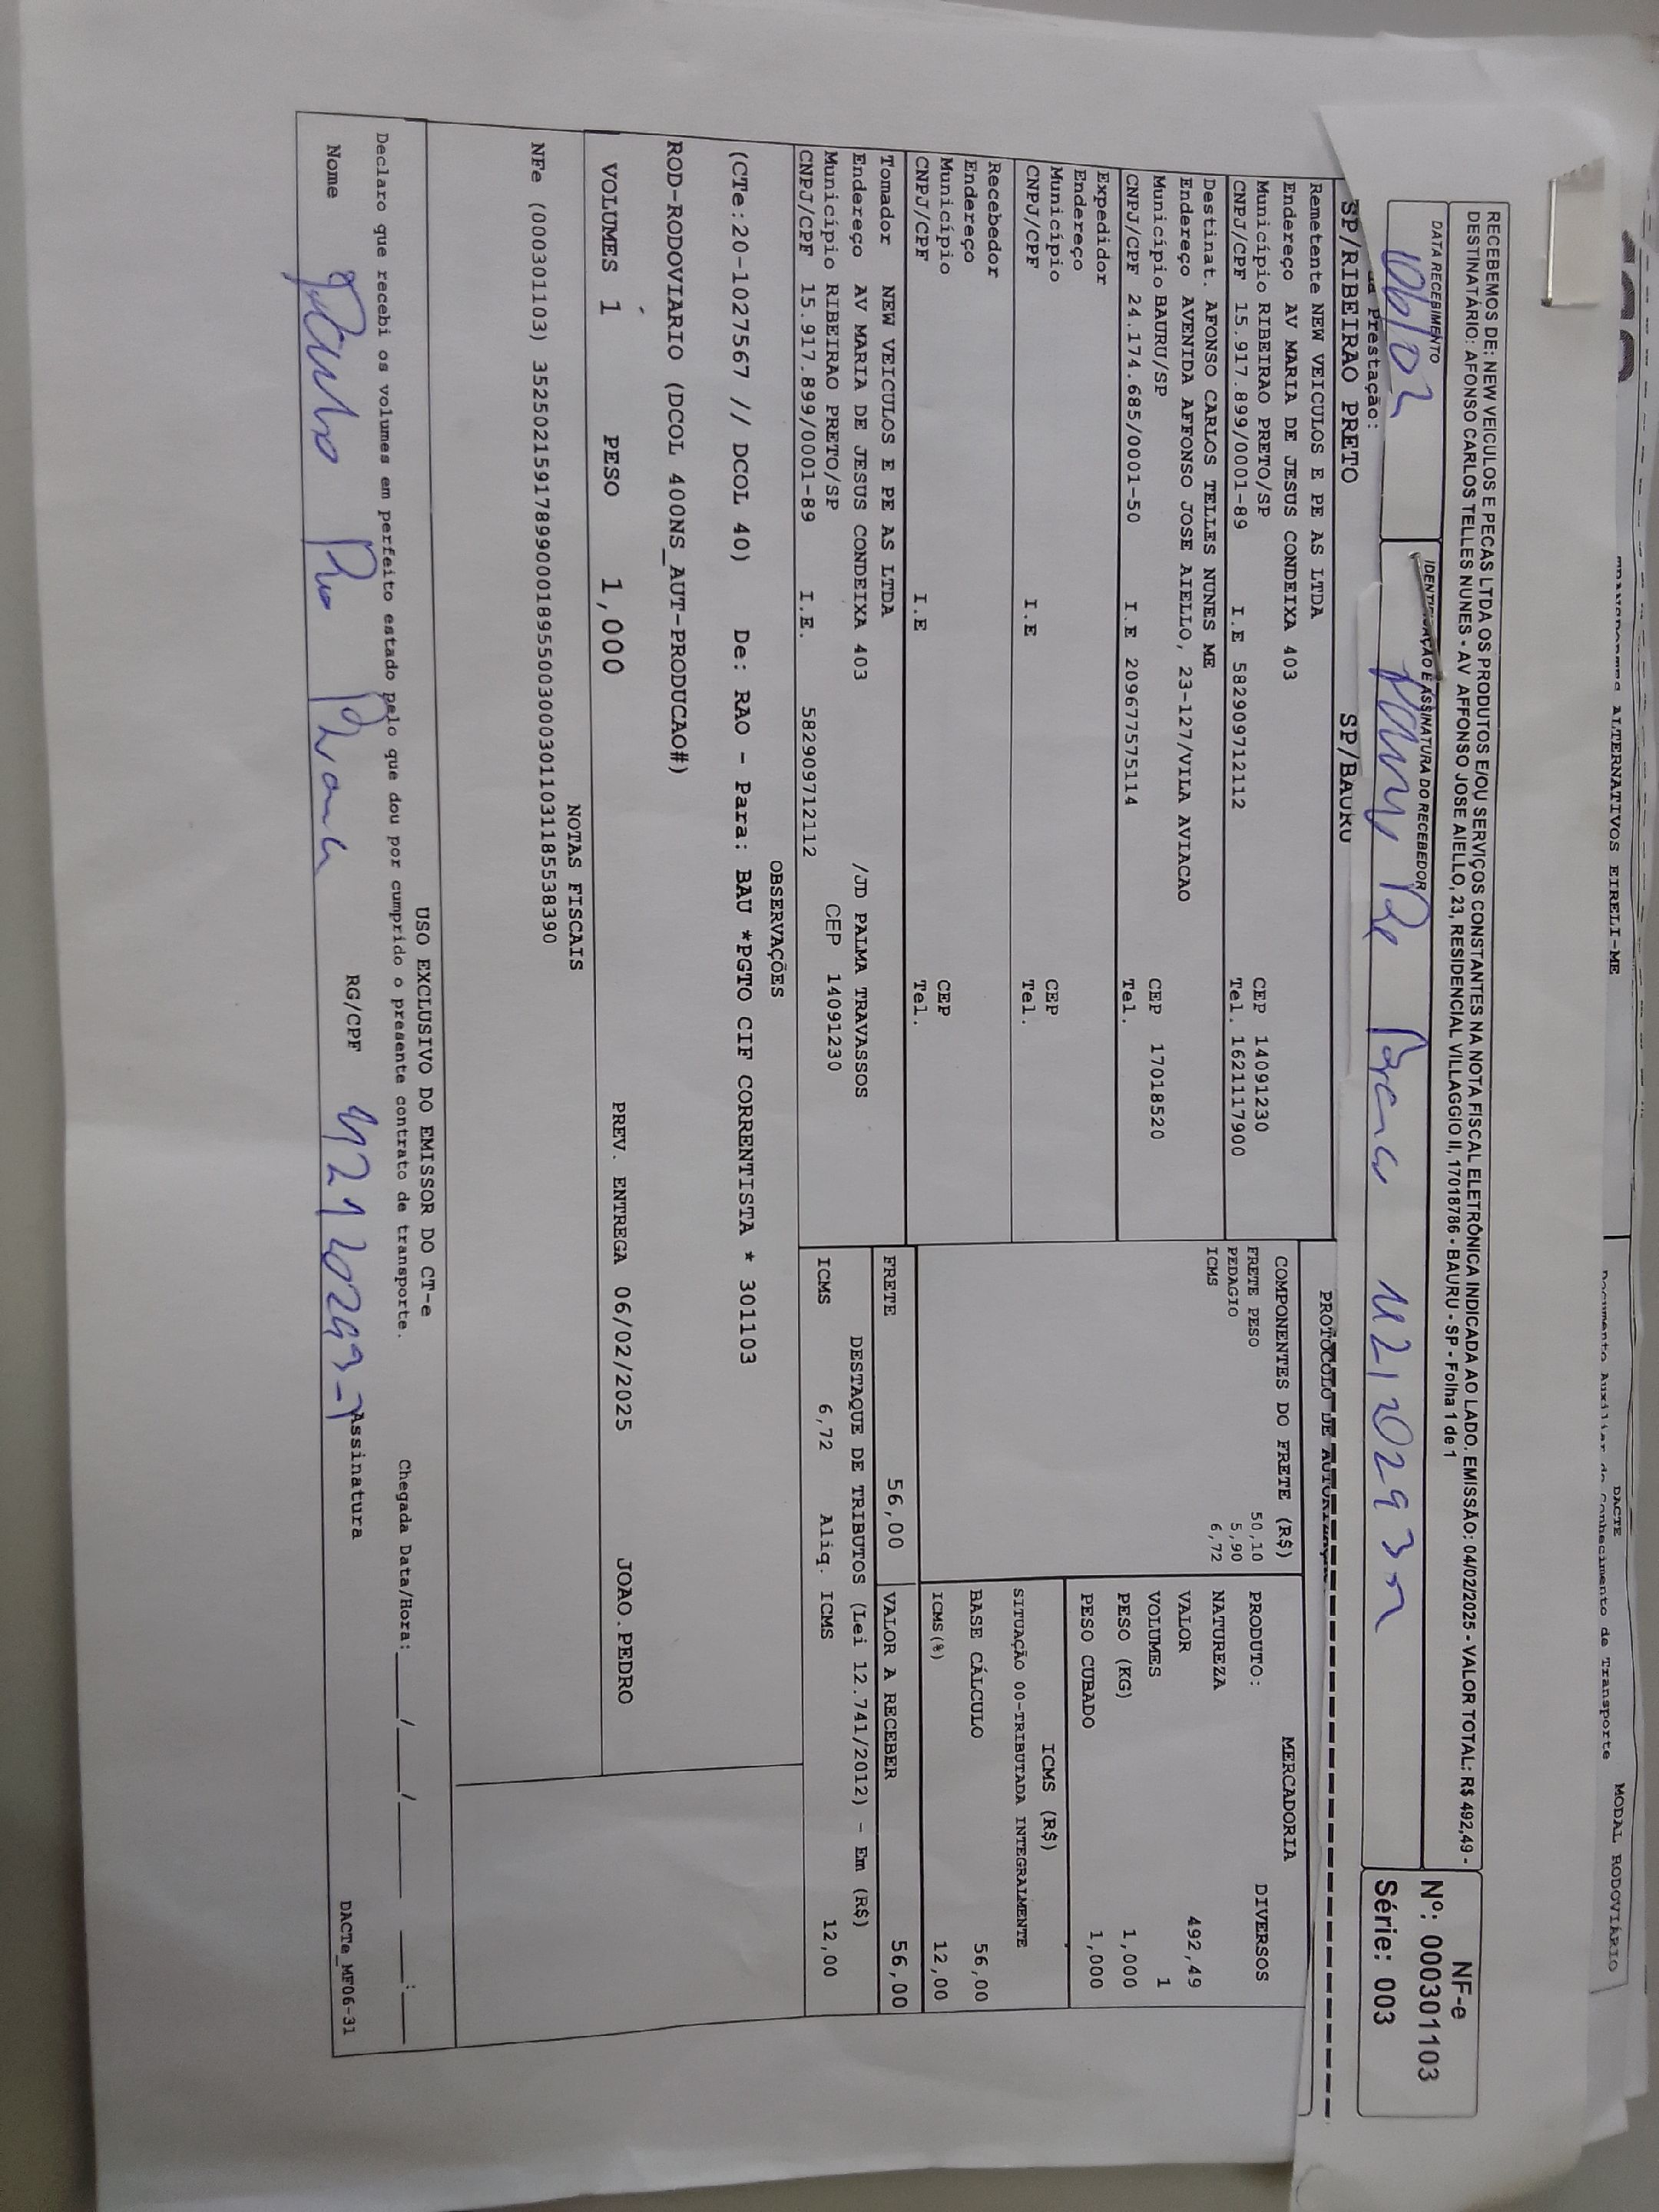 ALTERNATIVOS EIRELI-ME
DACTE
Documento Auxiliar do Conhecimento de Transporte
MODAL RODOVIÁRIO
RECEBEMOS DE: NEW VEICULOS E PECAS LTDA OS PRODUTOS E/OU SERVIÇOS CONSTANTES NA NOTA FISCAL ELETRÔNICA INDICADA AO LADO. EMISSÃO: 04/02/2025 - VALOR TOTAL: R$ 492,49 -
DESTINATÁRIO: AFONSO CARLOS TELLES NUNES - AV AFFONSO JOSE AIELLO, 23, RESIDENCIAL VILLAGGIO II, 17018786 - BAURU - SP - Folha 1 de 1
NF-e
Nº: 000301103
Série: 003
DATA RECEBIMENTO
06/02
IDENTIFICAÇÃO E ASSINATURA DO RECEBEDOR
Prestação:
SP/RIBEIRAO PRETO SP/BAURU
PROTOCOLO DE
Remetente NEW VEICULOS E PE AS LTDA
Endereço AV MARIA DE JESUS CONDEIXA 403
Município RIBEIRAO PRETO/SP CEP 14091230
CNPJ/CPF 15.917.899/0001-89 I.E 582909712112 Tel. 1621117900
Destinat. AFONSO CARLOS TELLES NUNES ME
Endereço AVENIDA AFFONSO JOSE AIELLO, 23-127/VILA AVIACAO
Município BAURU/SP CEP 17018520
CNPJ/CPF 24.174.685/0001-50 I.E 209677575114 Tel.
Expedidor
Endereço
Município CEP
CNPJ/CPF I.E Tel.
Recebedor
Endereço
Município CEP
CNPJ/CPF I.E Tel.
Tomador NEW VEICULOS E PE AS LTDA
Endereço AV MARIA DE JESUS CONDEIXA 403 /JD PALMA TRAVASSOS
Município RIBEIRAO PRETO/SP CEP 14091230
CNPJ/CPF 15.917.899/0001-89 I.E. 582909712112
COMPONENTES DO FRETE (R$)
FRETE PESO 50,10
PEDAGIO 5,90
ICMS 6,72
MERCADORIA
PRODUTO: DIVERSOS
NATUREZA
VALOR 492,49
VOLUMES 1
PESO (KG) 1,000
PESO CUBADO 1,000
ICMS (R$)
SITUAÇÃO 00-TRIBUTADA INTEGRALMENTE
BASE CÁLCULO 56,00
ICMS(%) 12,00
FRETE 56,00 VALOR A RECEBER 56,00
DESTAQUE DE TRIBUTOS (Lei 12.741/2012) - Em (R$)
ICMS 6,72 Aliq. ICMS 12,00
OBSERVAÇÕES
(CTe:20-1027567 // DCOL 40) De: RAO - Para: BAU *PGTO CIF CORRENTISTA * 301103
ROD-RODOVIARIO (DCOL 400NS_AUT-PRODUCAO#)
VOLUMES 1 PESO 1,000 PREV. ENTREGA 06/02/2025 JOAO.PEDRO
NOTAS FISCAIS
NFe (000301103) 35250215917899000189550030003011031185538390
USO EXCLUSIVO DO EMISSOR DO CT-e
Declaro que recebi os volumes em perfeito estado pelo que dou por cumprido o presente contrato de transporte. Chegada Data/Hora: ____/____/____ ___:___
Nome RG/CPF Assinatura
DACTe_MF06-31